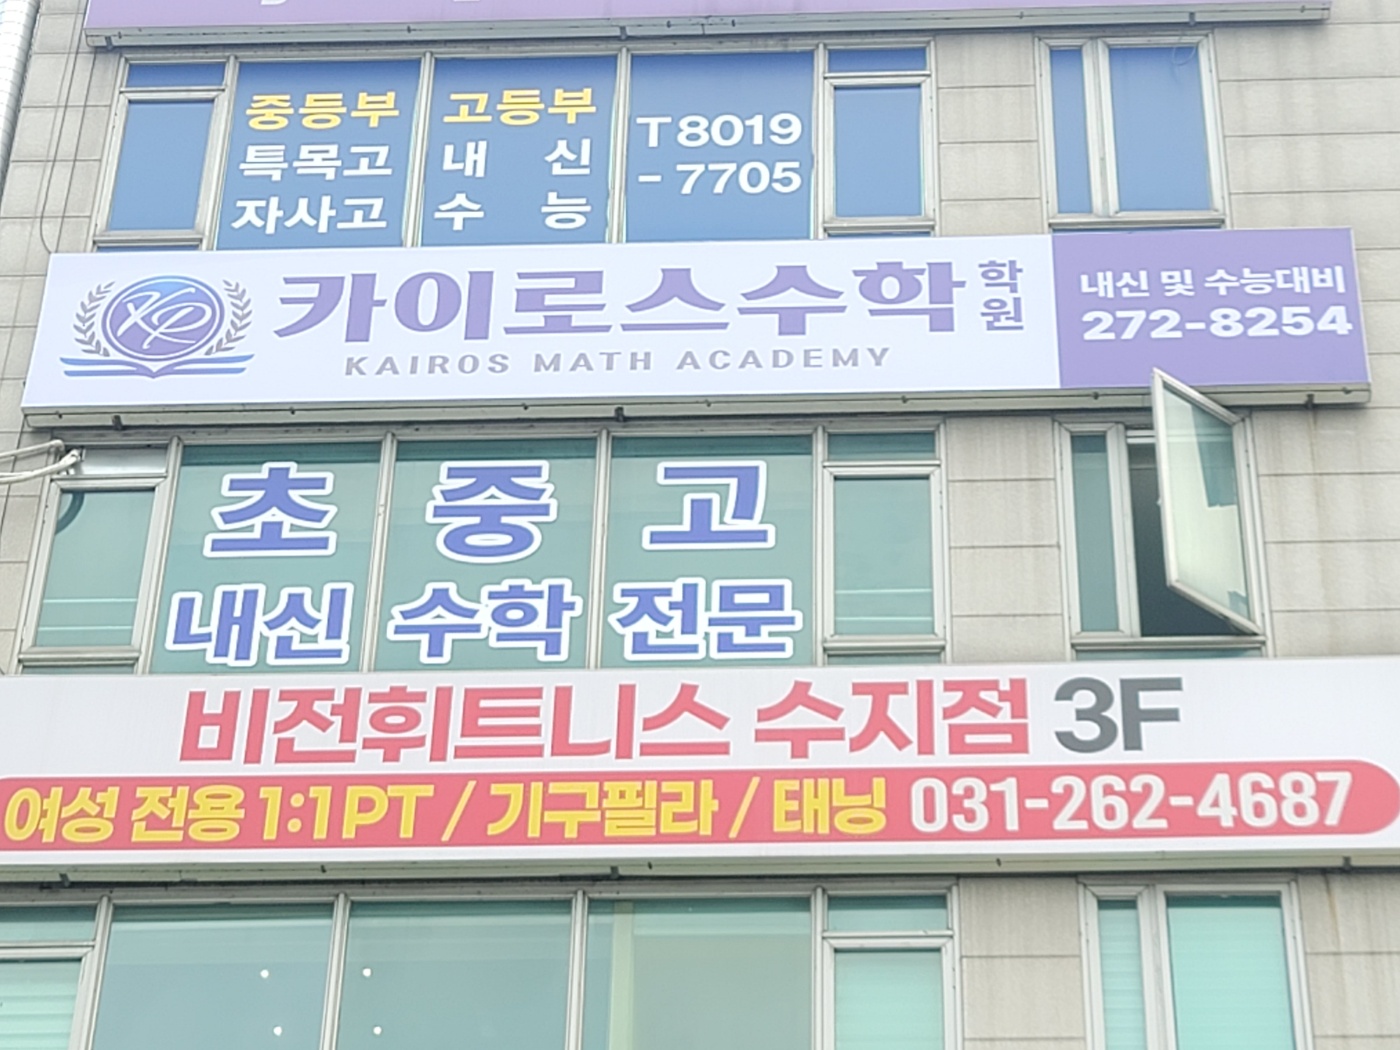 중등부 고등부
특목고 내 신
자사고 수 능
T 8019
- 7705
KR
카이로스수학학원
KAIROS MATH ACADEMY
내신 및 수능대비
272-8254
초 중 고
내신 수학 전문
비전휘트니스 수지점 3F
여성 전용 1:1 PT / 기구필라 / 태닝 031-262-4687